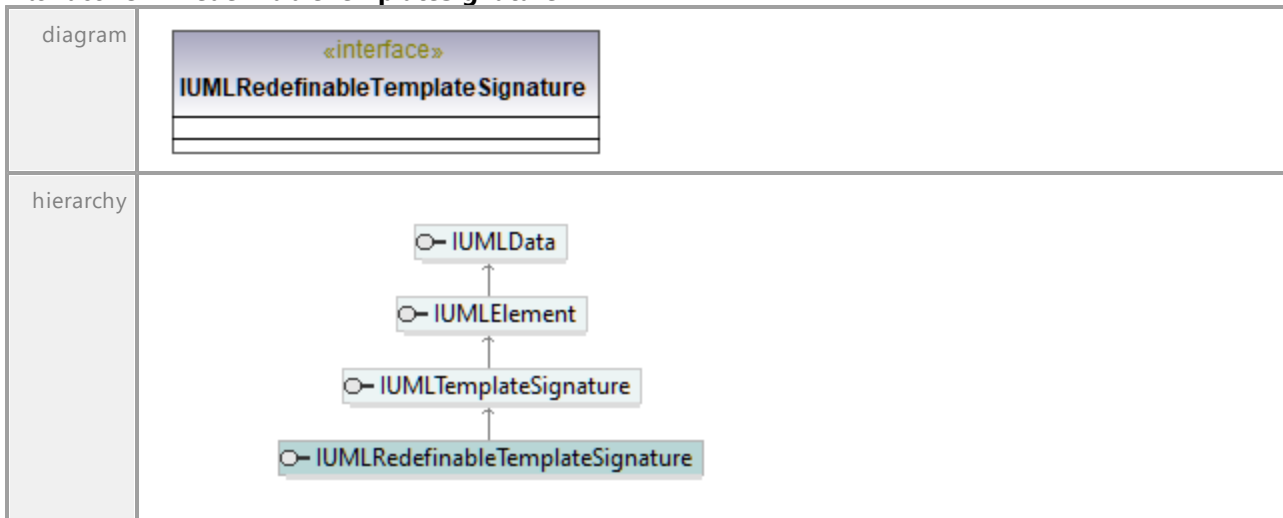 diagram
«interface»
IUMLRedefinableTemplateSignature
hierarchy
IUMLData
IUMLElement
IUMLTemplateSignature
IUMLRedefinableTemplateSignature